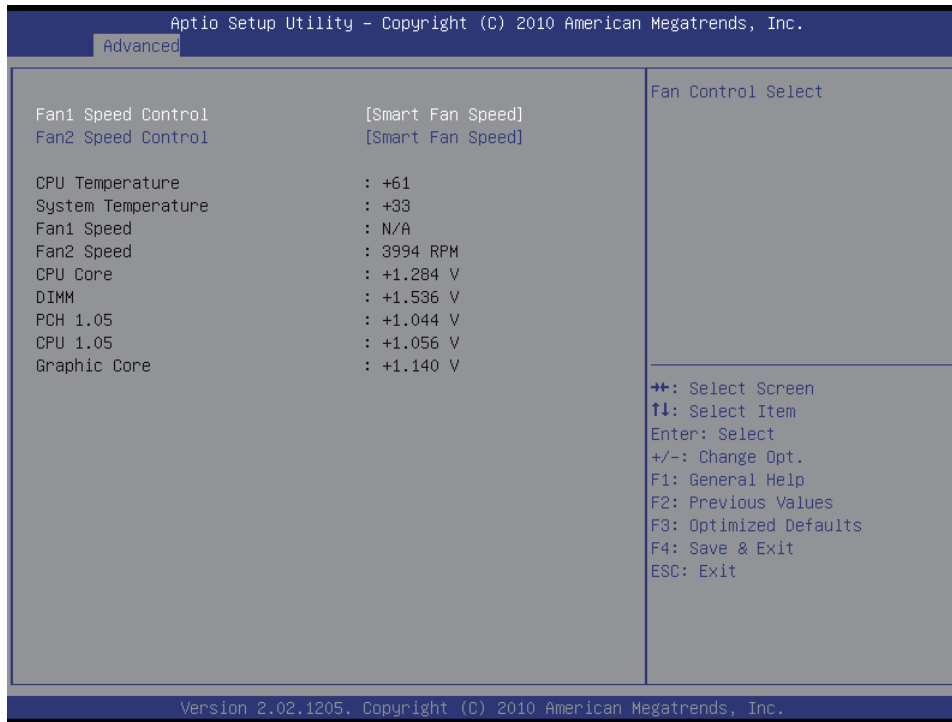 Aptio Setup Utility – Copyright (C) 2010 American Megatrends, Inc.
Advanced
Fan1 Speed Control [Smart Fan Speed]
Fan2 Speed Control [Smart Fan Speed]
CPU Temperature : +61
System Temperature : +33
Fan1 Speed : N/A
Fan2 Speed : 3994 RPM
CPU Core : +1.284 V
DIMM : +1.536 V
PCH 1.05 : +1.044 V
CPU 1.05 : +1.056 V
Graphic Core : +1.140 V
Fan Control Select
→←: Select Screen
↑↓: Select Item
Enter: Select
+/-: Change Opt.
F1: General Help
F2: Previous Values
F3: Optimized Defaults
F4: Save & Exit
ESC: Exit
Version 2.02.1205. Copyright (C) 2010 American Megatrends, Inc.